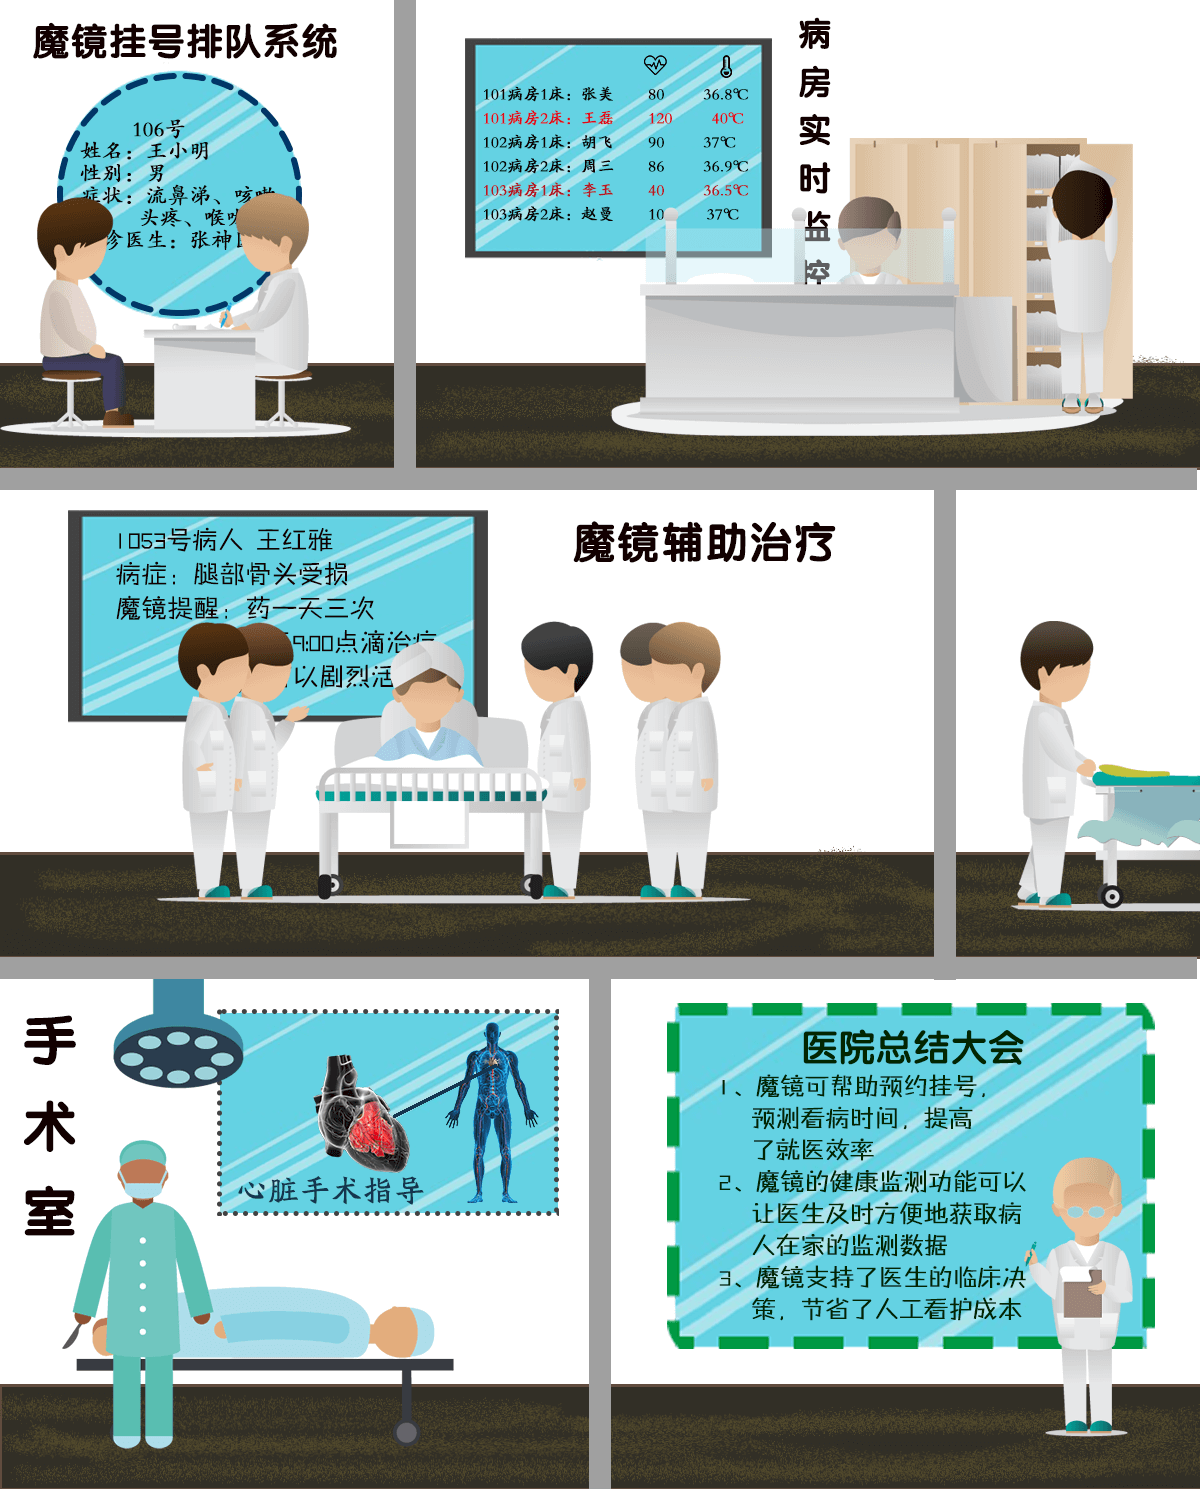 魔镜挂号排队系统
106号
姓名：王小明
性别：男
症状：流鼻涕、咳嗽
头疼、喉咙
诊医生：张神医
病房实时监控
101病房1床：张美 80 36.8℃
101病房2床：王磊 120 40℃
102病房1床：胡飞 90 37℃
102病房2床：周三 86 36.9℃
103病房1床：李玉 40 36.5℃
103病房2床：赵曼 10 37℃
魔镜辅助治疗
1053号病人 王红雅
病症：腿部骨头受损
魔镜提醒：药一天三次
9:00点滴治疗
以剧烈活
手术室
心脏手术指导
医院总结大会
1、魔镜可帮助预约挂号，
预测看病时间，提高
了就医效率
2、魔镜的健康监测功能可以
让医生及时方便地获取病
人在家的监测数据
3、魔镜支持了医生的临床决
策，节省了人工看护成本